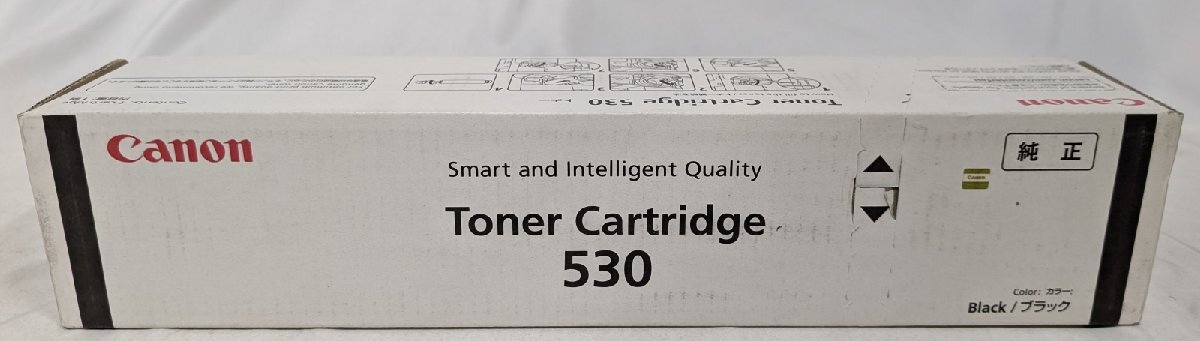 Canon
純正
Smart and Intelligent Quality
Canon
Toner Cartridge
530
Color: カラー:
Black / ブラック
Toner Cartridge 530
Canon